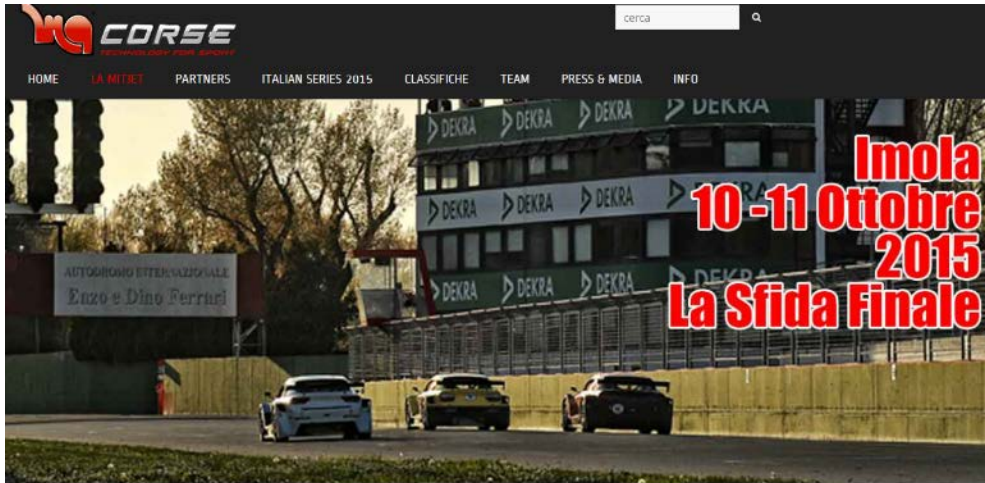 cerca
CORSE
TECHNOLOGY FOR SPORT
HOME LA MITJET PARTNERS ITALIAN SERIES 2015 CLASSIFICHE TEAM PRESS & MEDIA INFO
DEKRA DEKRA DEKRA DEKRA
Imola
DEKRA DEKRA DEKRA
10 -11 Ottobre
2015
AUTODROMO INTERNAZIONALE
Enzo e Dino Ferrari
DEKRA DEKRA DEKRA DEKRA
La Sfida Finale